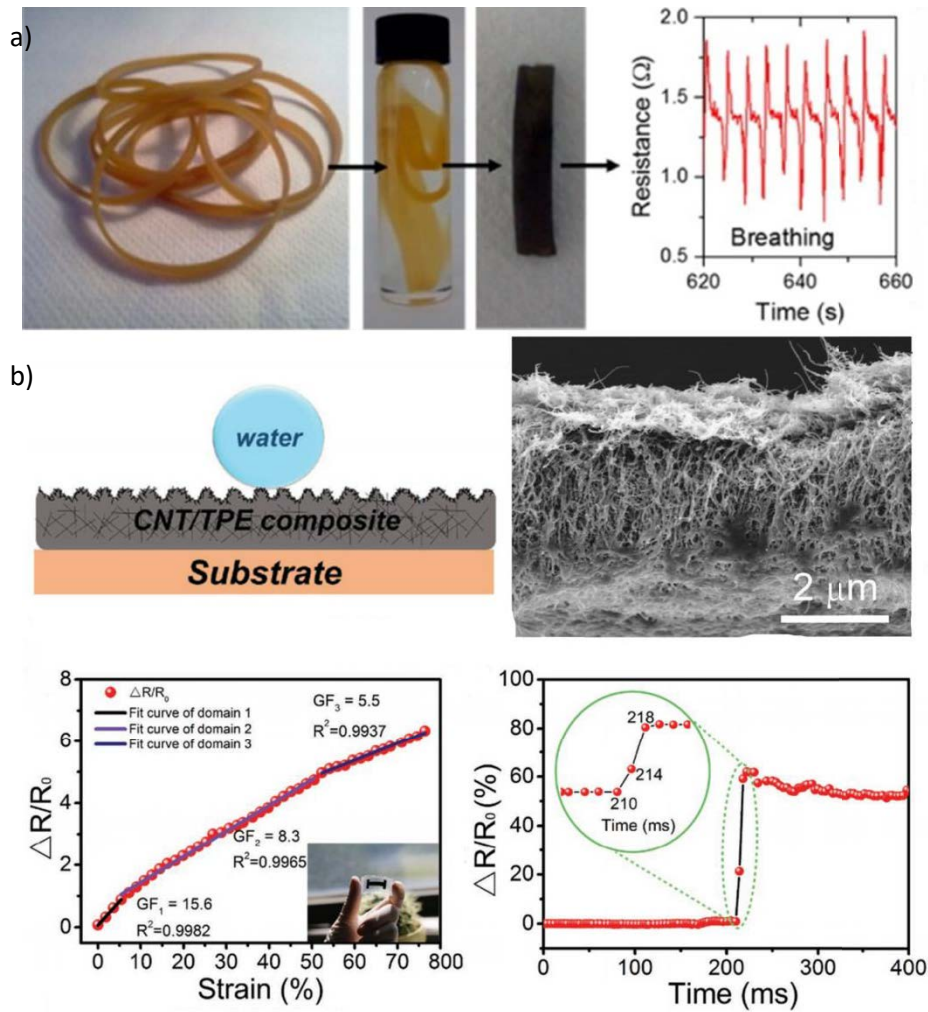 a)
2.0
1.5
1.0
0.5
Resistance (Ω)
Breathing
620 640 660
Time (s)
b)
water
CNT/TPE composite
Substrate
2 μm
8
6
4
2
0
△R/R₀
△R/R₀
Fit curve of domain 1
Fit curve of domain 2
Fit curve of domain 3
GF₃ = 5.5
R²=0.9937
GF₂ = 8.3
R²=0.9965
GF₁ = 15.6
R²=0.9982
0 10 20 30 40 50 60 70 800
Strain (%)
100
80
60
40
20
0
△R/R₀ (%)
218
214
210
Time (ms)
0 100 200 300 400
Time (ms)